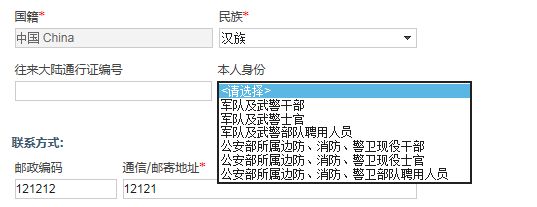 国籍* 民族*
中国 China 汉族
往来大陆通行证编号 本人身份
<请选择>
军队及武警干部
军队及武警士官
军队及武警部队聘用人员
联系方式:
公安部所属边防、消防、警卫现役干部
公安部所属边防、消防、警卫现役士官
公安部所属边防、消防、警卫部队聘用人员
邮政编码 通信/邮寄地址*
121212 12121